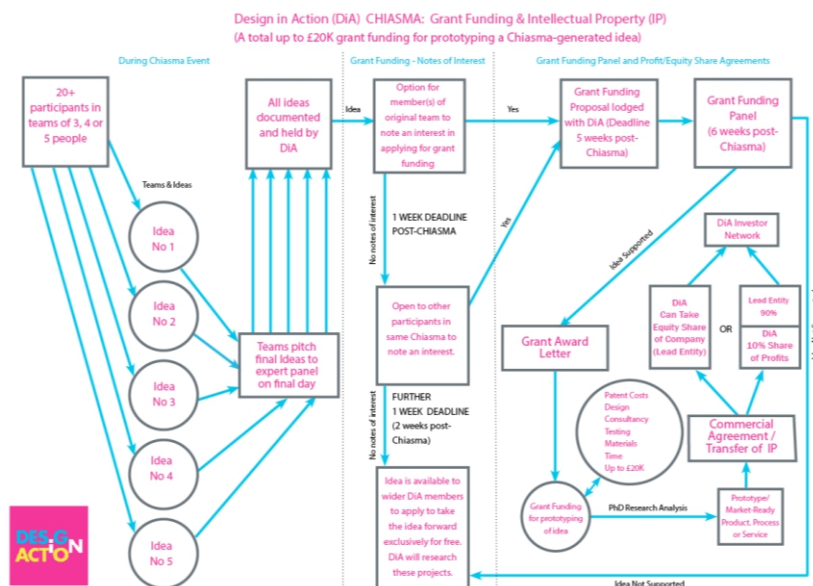 Design in Action (DiA) CHIASMA: Grant Funding & Intellectual Property (IP)
(A total up to £20K grant funding for prototyping a Chiasma-generated idea)
During Chiasma Event
Grant Funding - Notes of Interest
Grant Funding Panel and Profit/Equity Share Agreements
20+
participants in
teams of 3, 4 or
5 people
Teams & Ideas
Idea
No 1
Idea
No 2
Idea
No 3
Idea
No 4
Idea
No 5
All ideas
documented
and held by
DiA
Teams pitch
final Ideas to
expert panel
on final day
Idea
Option for
member(s) of
original team to
note an interest in
applying for grant
funding
No notes of interest
1 WEEK DEADLINE
POST-CHIASMA
Open to other
participants in
same Chiasma to
note an interest.
No notes of interest
FURTHER
1 WEEK DEADLINE
(2 weeks post-
Chiasma)
Idea is available to
wider DiA members
to apply to take
the idea forward
exclusively for free.
DiA will research
these projects.
Yes
Yes
Grant Funding
Proposal lodged
with DiA (Deadline
5 weeks post-
Chiasma)
Grant Funding
Panel
(6 weeks post-
Chiasma)
Idea Supported
Grant Award
Letter
Patent Costs
Design
Consultancy
Testing
Materials
Time
Up to £20K
Grant Funding
for prototyping
of idea
PhD Research Analysis
Prototype/
Market-Ready
Product. Process
or Service
Commercial
Agreement /
Transfer of IP
DiA
Can Take
Equity Share
of Company
(Lead Entity)
OR
Lead Entity
90%
DiA
10% Share
of Profits
DiA Investor
Network
Idea Not Supported
DESIGN
ACTION